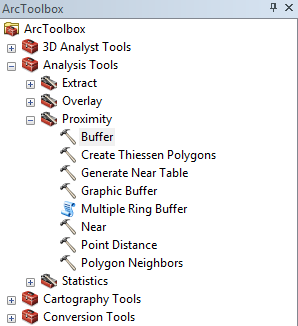 ArcToolbox
ArcToolbox
3D Analyst Tools
Analysis Tools
Extract
Overlay
Proximity
Buffer
Create Thiessen Polygons
Generate Near Table
Graphic Buffer
Multiple Ring Buffer
Near
Point Distance
Polygon Neighbors
Statistics
Cartography Tools
Conversion Tools